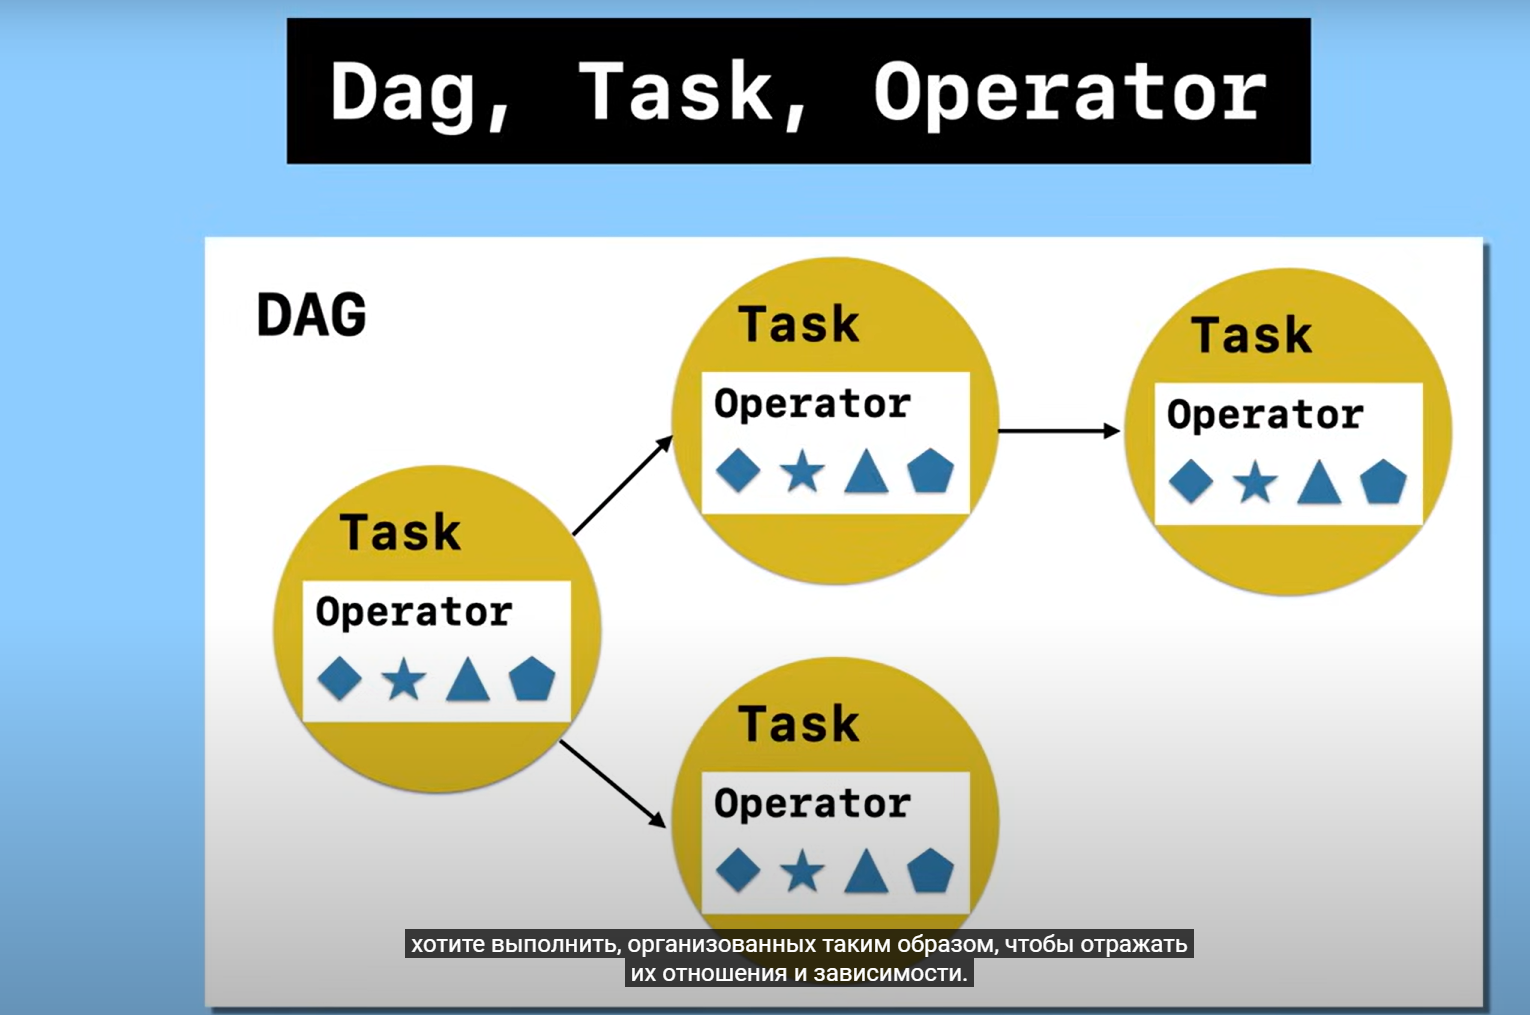 Dag, Task, Operator
DAG
Task
Operator
Task
Operator
Task
Operator
Task
Operator
хотите выполнить, организованных таким образом, чтобы отражать
их отношения и зависимости.